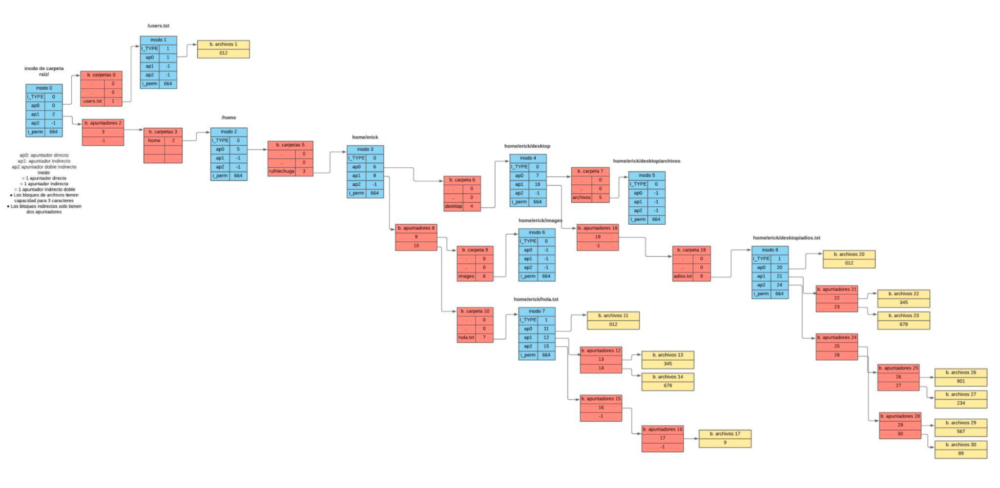 /users.txt
inodo 1
I_TYPE 1
ap0 1
ap1 -1
ap2 -1
i_perm 664
b. archivos 1
012
inodo de carpeta
raiz/
inodo 0
I_TYPE 0
ap0 0
ap1 2
ap2 -1
i_perm 664
b. carpetas 0
. 0
.. 0
users.txt 1
b. apuntadores 2
3
-1
b. carpetas 3
home 2
ap0: apuntador directo
ap1: apuntador indirecto
ap2 apuntador doble indirecto
Inodo:
○ 1 apuntador directo
○ 1 apuntador indirecto
○ 1 apuntador indirecto doble
● Los bloques de archivos tienen
capacidad para 3 caracteres
● Los bloques indirectos solo tienen
dos apuntadores
/home
inodo 2
I_TYPE 0
ap0 5
ap1 -1
ap2 -1
i_perm 664
b. carpetas 5
. 0
.. 0
ruthlechuga 3
home/erick
inodo 3
I_TYPE 0
ap0 6
ap1 8
ap2 -1
i_perm 664
b. carpeta 6
. 0
.. 0
desktop 4
home/erick/desktop
inodo 4
I_TYPE 0
ap0 7
ap1 18
ap2 -1
i_perm 664
b. carpeta 7
. 0
.. 0
archivos 5
home/erick/desktop/archivos
inodo 5
I_TYPE 0
ap0 -1
ap1 -1
ap2 -1
i_perm 664
b. apuntadores 8
9
10
b. carpeta 9
. 0
.. 0
images 6
home/erick/images
inodo 6
I_TYPE 0
ap0 -1
ap1 -1
ap2 -1
i_perm 664
b. apuntadores 18
19
-1
b. carpeta 19
. 0
.. 0
adios.txt 8
home/erick/desktop/adios.txt
inodo 8
I_TYPE 1
ap0 20
ap1 21
ap2 24
i_perm 664
b. archivos 20
012
b. apuntadores 21
22
23
b. archivos 22
345
b. archivos 23
678
b. apuntadores 24
25
28
b. apuntadores 25
26
27
b. archivos 26
901
b. archivos 27
234
b. apuntadores 28
29
30
b. archivos 29
567
b. archivos 30
89
b. carpeta 10
. 0
.. 0
hola.txt 7
home/erick/hola.txt
inodo 7
I_TYPE 1
ap0 11
ap1 12
ap2 15
i_perm 664
b. archivos 11
012
b. apuntadores 12
13
14
b. archivos 13
345
b. archivos 14
678
b. apuntadores 15
16
-1
b. apuntadores 16
17
-1
b. archivos 17
9